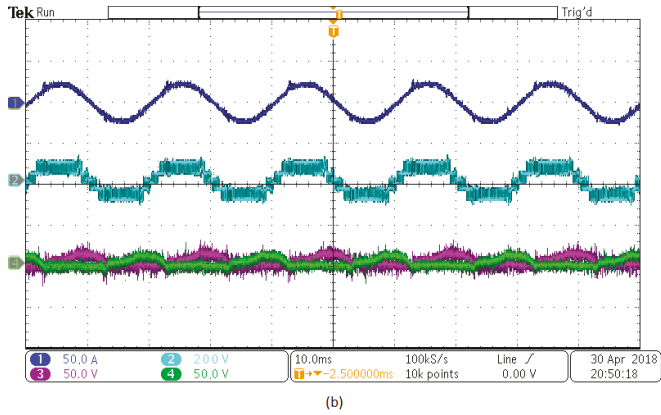 Tek Run Trig'd
T
T
1
2
4
1 50.0 A 2 200 V
3 50.0 V 4 50.0 V
10.0ms 100kS/s Line
T→▼-2.500000ms 10k points 0.00 V
30 Apr 2018
20:50:18
(b)